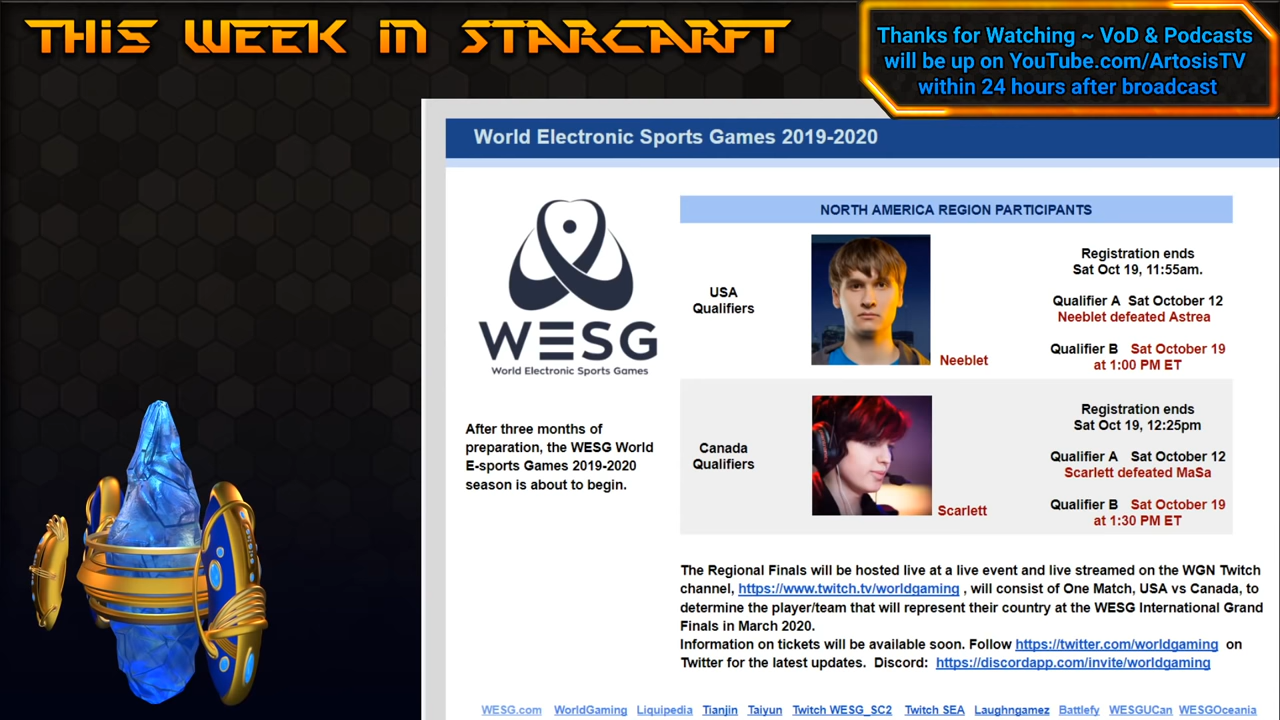 THIS WEEK IN STARCARFT
Thanks for Watching ~ VoD & Podcasts
will be up on YouTube.com/ArtosisTV
within 24 hours after broadcast
World Electronic Sports Games 2019-2020
WESG
World Electronic Sports Games
After three months of
preparation, the WESG World
E-sports Games 2019-2020
season is about to begin.
NORTH AMERICA REGION PARTICIPANTS
USA
Qualifiers
Neeblet
Registration ends
Sat Oct 19, 11:55am.
Qualifier A Sat October 12
Neeblet defeated Astrea
Qualifier B Sat October 19
at 1:00 PM ET
Canada
Qualifiers
Scarlett
Registration ends
Sat Oct 19, 12:25pm
Qualifier A Sat October 12
Scarlett defeated MaSa
Qualifier B Sat October 19
at 1:30 PM ET
The Regional Finals will be hosted live at a live event and live streamed on the WGN Twitch
channel, https://www.twitch.tv/worldgaming , will consist of One Match, USA vs Canada, to
determine the player/team that will represent their country at the WESG International Grand
Finals in March 2020.
Information on tickets will be available soon. Follow https://twitter.com/worldgaming on
Twitter for the latest updates. Discord: https://discordapp.com/invite/worldgaming
WESG.com WorldGaming Liquipedia Tianjin Taiyun Twitch WESG_SC2 Twitch SEA Laughngamez Battlefy WESGUCan WESGOceania